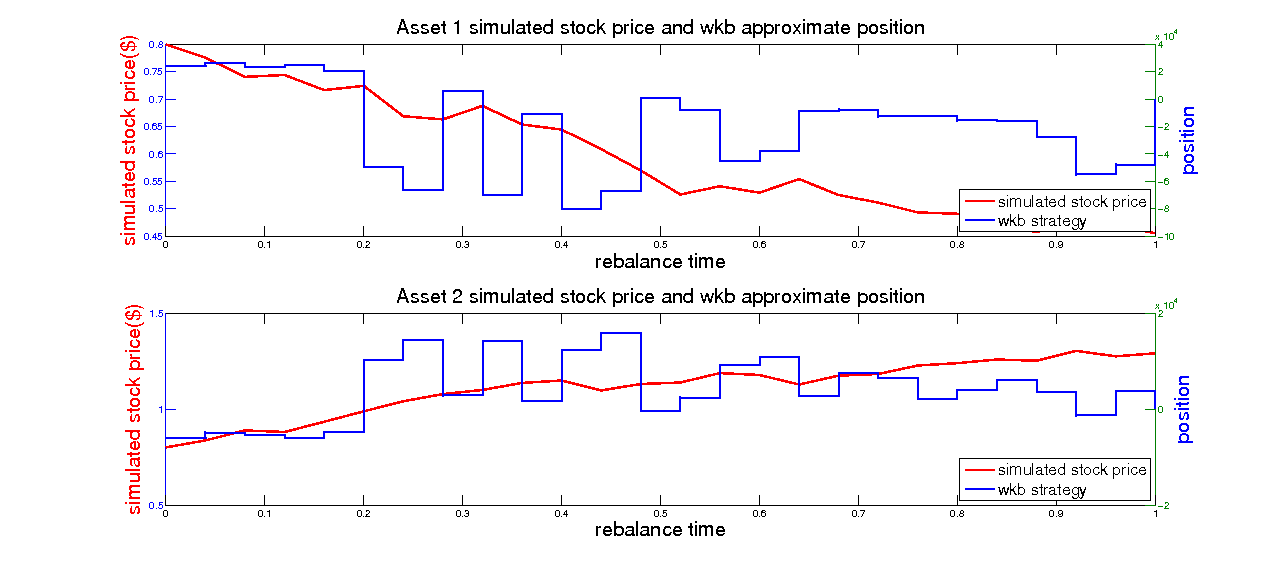 Asset 1 simulated stock price and wkb approximate position
simulated stock price($)
0.8
0.75
0.7
0.65
0.6
0.55
0.5
0.45
x 10^4
4
2
0
−2
−4
−6
−8
−10
position
simulated stock price
wkb strategy
0 0.1 0.2 0.3 0.4 0.5 0.6 0.7 0.8 0.9 1
rebalance time
Asset 2 simulated stock price and wkb approximate position
simulated stock price($)
1.5
1
0.5
x 10^4
2
0
−2
position
simulated stock price
wkb strategy
0 0.1 0.2 0.3 0.4 0.5 0.6 0.7 0.8 0.9 1
rebalance time